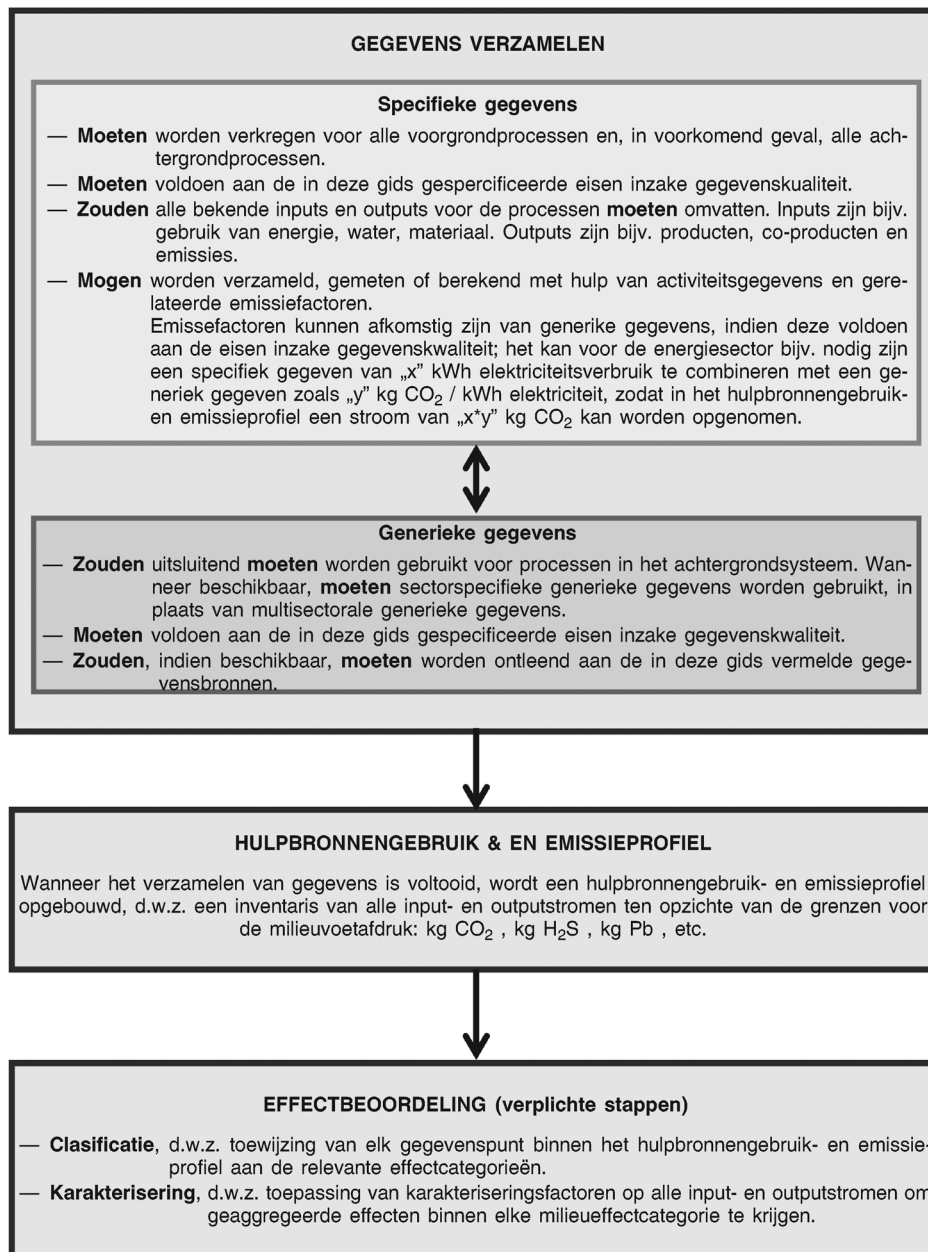 GEGEVENS VERZAMELEN
Specifieke gegevens
— Moeten worden verkregen voor alle voorgrondprocessen en, in voorkomend geval, alle ach-
tergrondprocessen.
— Moeten voldoen aan de in deze gids gespercificeerde eisen inzake gegevenskualiteit.
— Zouden alle bekende inputs en outputs voor de processen moeten omvatten. Inputs zijn bijv.
gebruik van energie, water, materiaal. Outputs zijn bijv. producten, co-producten en
emissies.
— Mogen worden verzameld, gemeten of berekend met hulp van activiteitsgegevens en gere-
lateerde emissiefactoren.
Emissefactoren kunnen afkomstig zijn van generike gegevens, indien deze voldoen
aan de eisen inzake gegevenskwaliteit; het kan voor de energiesector bijv. nodig zijn
een specifiek gegeven van „x” kWh elektriciteitsverbruik te combineren met een ge-
neriek gegeven zoals „y” kg CO₂ / kWh elektriciteit, zodat in het hulpbronnengebruik-
en emissieprofiel een stroom van „x*y” kg CO₂ kan worden opgenomen.
Generieke gegevens
— Zouden uitsluitend moeten worden gebruikt voor processen in het achtergrondsysteem. Wan-
neer beschikbaar, moeten sectorspecifieke generieke gegevens worden gebruikt, in
plaats van multisectorale generieke gegevens.
— Moeten voldoen aan de in deze gids gespecificeerde eisen inzake gegevenskwaliteit.
— Zouden, indien beschikbaar, moeten worden ontleend aan de in deze gids vermelde gege-
vensbronnen.
HULPBRONNENGEBRUIK & EN EMISSIEPROFIEL
Wanneer het verzamelen van gegevens is voltooid, wordt een hulpbronnengebruik- en emissieprofiel
opgebouwd, d.w.z. een inventaris van alle input- en outputstromen ten opzichte van de grenzen voor
de milieuvoetafdruk: kg CO₂ , kg H₂S , kg Pb , etc.
EFFECTBEOORDELING (verplichte stappen)
— Clasificatie, d.w.z. toewijzing van elk gegevenspunt binnen het hulpbronnengebruik- en emissie-
profiel aan de relevante effectcategorieën.
— Karakterisering, d.w.z. toepassing van karakteriseringsfactoren op alle input- en outputstromen om
geaggregeerde effecten binnen elke milieueffectcategorie te krijgen.